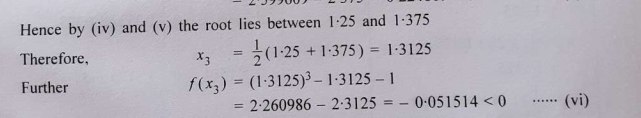 Hence by (iv) and (v) the root lies between 1·25 and 1·375
Therefore, x₃ = 1/2 (1·25 + 1·375) = 1·3125
Further f(x₃) = (1·3125)³ – 1·3125 – 1
= 2·260986 – 2·3125 = – 0·051514 < 0 ...... (vi)